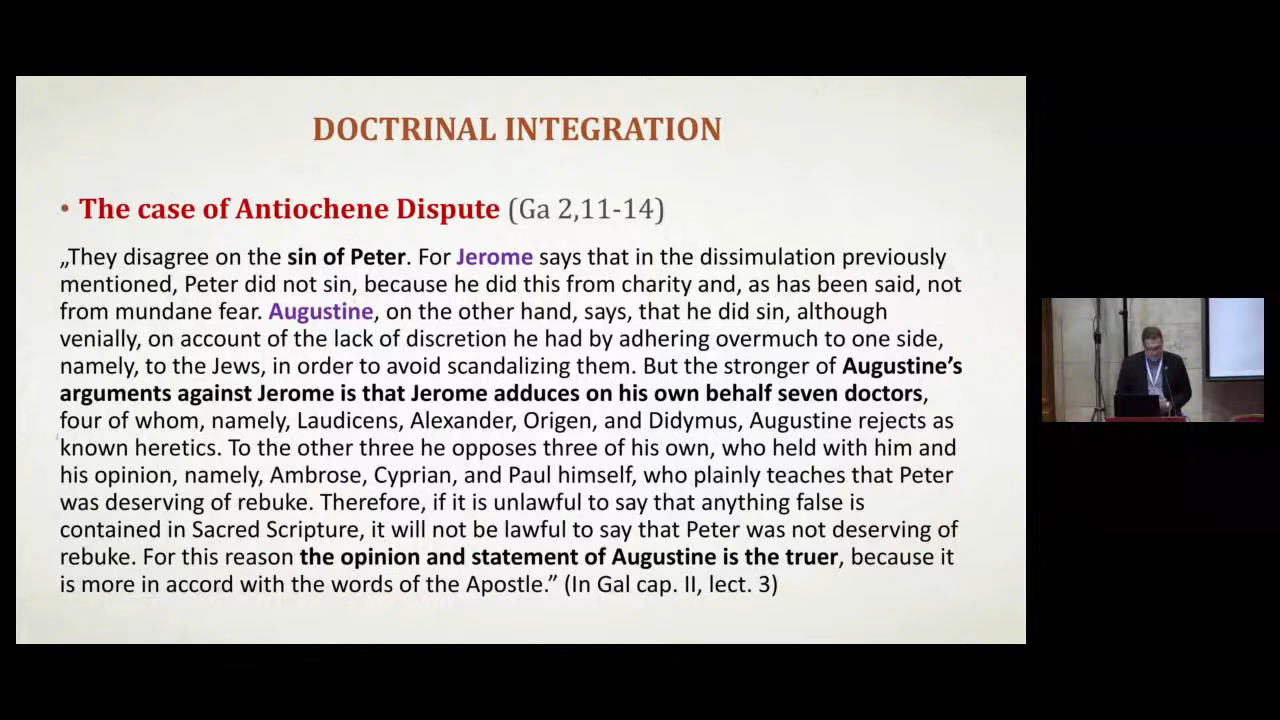 DOCTRINAL INTEGRATION
• The case of Antiochene Dispute (Ga 2,11-14)
„They disagree on the sin of Peter. For Jerome says that in the dissimulation previously
mentioned, Peter did not sin, because he did this from charity and, as has been said, not
from mundane fear. Augustine, on the other hand, says, that he did sin, although
venially, on account of the lack of discretion he had by adhering overmuch to one side,
namely, to the Jews, in order to avoid scandalizing them. But the stronger of Augustine’s
arguments against Jerome is that Jerome adduces on his own behalf seven doctors,
four of whom, namely, Laudicens, Alexander, Origen, and Didymus, Augustine rejects as
known heretics. To the other three he opposes three of his own, who held with him and
his opinion, namely, Ambrose, Cyprian, and Paul himself, who plainly teaches that Peter
was deserving of rebuke. Therefore, if it is unlawful to say that anything false is
contained in Sacred Scripture, it will not be lawful to say that Peter was not deserving of
rebuke. For this reason the opinion and statement of Augustine is the truer, because it
is more in accord with the words of the Apostle.” (In Gal cap. II, lect. 3)